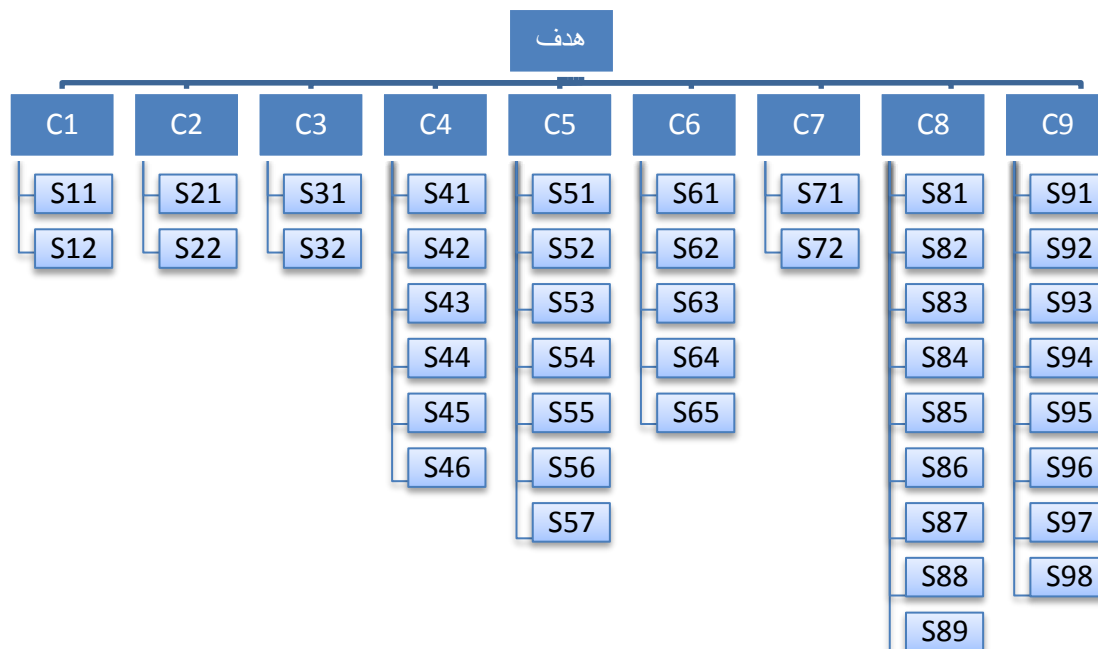 هدف
C1 C2 C3 C4 C5 C6 C7 C8 C9
S11 S21 S31 S41 S51 S61 S71 S81 S91
S12 S22 S32 S42 S52 S62 S72 S82 S92
S43 S53 S63 S83 S93
S44 S54 S64 S84 S94
S45 S55 S65 S85 S95
S46 S56 S86 S96
S57 S87 S97
S88 S98
S89